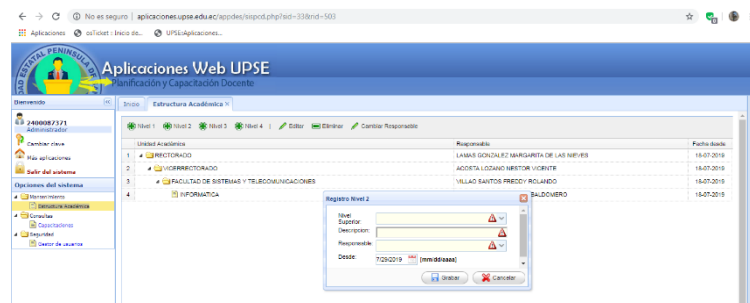 No es seguro | aplicaciones.upse.edu.ec/appdes/sepcd.php?sid=33&nd=503
Aplicaciones osTicket :: Inicio de... UPSE:Aplicaciones...
Aplicaciones Web UPSE
Planificación y Capacitación Docente
Bienvenido
2400087371
Administrador
Cambiar clave
Más aplicaciones
Salir del sistema
Opciones del sistema
Mantenimiento
Estructura Académica
Consultas
Capacitaciones
Seguridad
Gestor de usuarios
Inicio Estructura Académica
Nivel 1 Nivel 2 Nivel 3 Nivel 4 | Editar Eliminar Cambiar Responsable
Unidad Académica Responsable Fecha desde
1 RECTORADO LAMAS GONZALEZ MARGARITA DE LAS NIEVES 18-07-2019
2 VICERRECTORADO ACOSTA LOZANO NESTOR VICENTE 18-07-2019
3 FACULTAD DE SISTEMAS Y TELECOMUNICACIONES VILLAO SANTOS FREDDY ROLANDO 18-07-2019
4 INFORMATICA BALDOMERO 18-07-2019
Registro Nivel 2
Nivel
Superior:
Descripcion:
Responsable:
Desde: 7/29/2019 [mm/dd/aaaa]
Grabar Cancelar